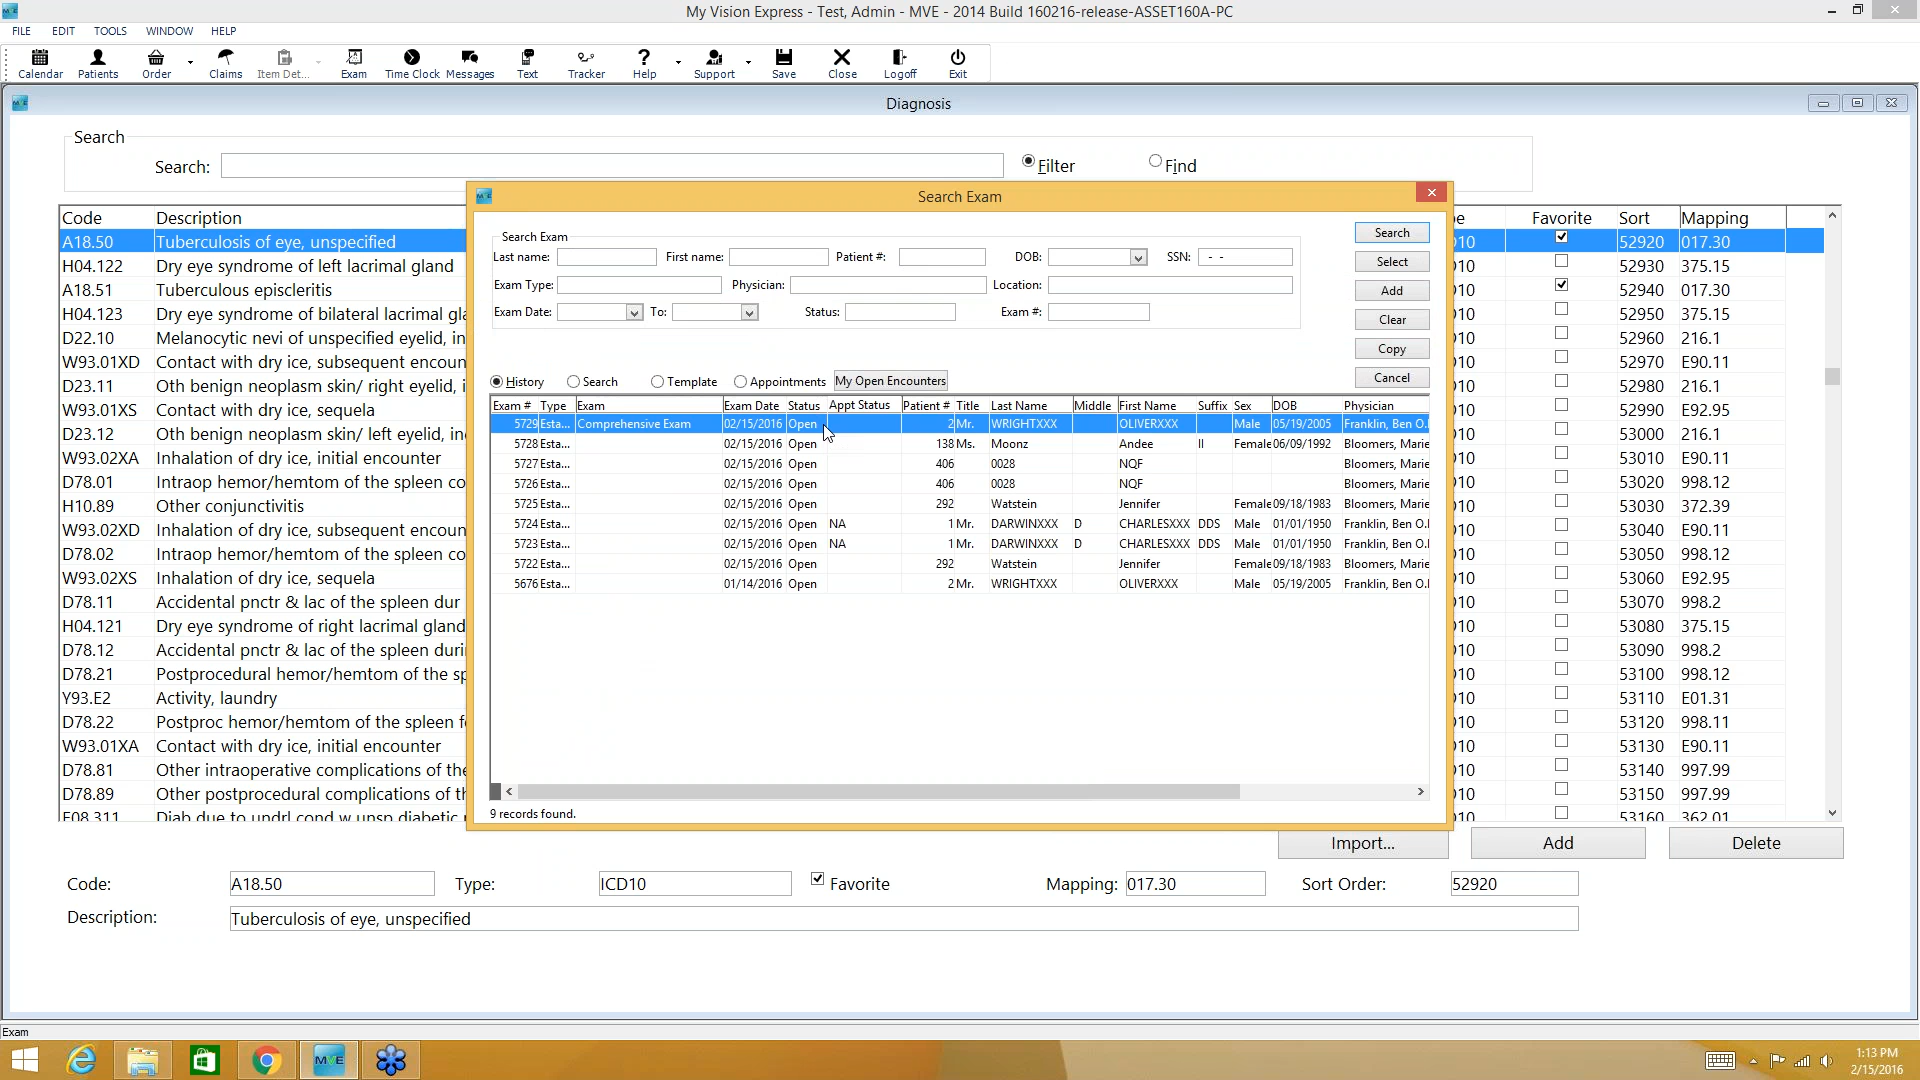 My Vision Express - Test, Admin - MVE - 2014 Build 160216-release-ASSET160A-PC
FILE EDIT TOOLS WINDOW HELP
Calendar Patients Order Claims Item Det... Exam Time Clock Messages Text Tracker Help Support Save Close Logoff Exit
Diagnosis
Search
Search: Filter Find
Code Description Favorite Sort Mapping
A18.50 Tuberculosis of eye, unspecified 52920 017.30
H04.122 Dry eye syndrome of left lacrimal gland 52930 375.15
A18.51 Tuberculous episcleritis 52940 017.30
H04.123 Dry eye syndrome of bilateral lacrimal gla 52950 375.15
D22.10 Melanocytic nevi of unspecified eyelid, in 52960 216.1
W93.01XD Contact with dry ice, subsequent encoun 52970 E90.11
D23.11 Oth benign neoplasm skin/ right eyelid, i 52980 216.1
W93.01XS Contact with dry ice, sequela 52990 E92.95
D23.12 Oth benign neoplasm skin/ left eyelid, in 53000 216.1
W93.02XA Inhalation of dry ice, initial encounter 53010 E90.11
D78.01 Intraop hemor/hemtom of the spleen co 53020 998.12
H10.89 Other conjunctivitis 53030 372.39
W93.02XD Inhalation of dry ice, subsequent encoun 53040 E90.11
D78.02 Intraop hemor/hemtom of the spleen co 53050 998.12
W93.02XS Inhalation of dry ice, sequela 53060 E92.95
D78.11 Accidental pnctr & lac of the spleen dur 53070 998.2
H04.121 Dry eye syndrome of right lacrimal gland 53080 375.15
D78.12 Accidental pnctr & lac of the spleen duri 53090 998.2
D78.21 Postprocedural hemor/hemtom of the sp 53100 998.12
Y93.E2 Activity, laundry 53110 E01.31
D78.22 Postproc hemor/hemtom of the spleen f 53120 998.11
W93.01XA Contact with dry ice, initial encounter 53130 E90.11
D78.81 Other intraoperative complications of the 53140 997.99
D78.89 Other postprocedural complications of th 53150 997.99
E08.311 Diab due to undrl cond w unsp diabetic 53160 362.01
Search Exam
Search Exam
Last name: First name: Patient #: DOB: SSN: - -
Exam Type: Physician: Location:
Exam Date: To: Status: Exam #:
Search
Select
Add
Clear
Copy
Cancel
History Search Template Appointments My Open Encounters
Exam # Type Exam Exam Date Status Appt Status Patient # Title Last Name Middle First Name Suffix Sex DOB Physician
5729 Esta... Comprehensive Exam 02/15/2016 Open 2 Mr. WRIGHTXXX OLIVERXXX Male 05/19/2005 Franklin, Ben O.
5728 Esta... 02/15/2016 Open 138 Ms. Moonz Andee II Female 06/09/1992 Bloomers, Marie
5727 Esta... 02/15/2016 Open 406 0028 NQF Bloomers, Marie
5726 Esta... 02/15/2016 Open 406 0028 NQF Bloomers, Marie
5725 Esta... 02/15/2016 Open 292 Watstein Jennifer Female 09/18/1983 Bloomers, Marie
5724 Esta... 02/15/2016 Open NA 1 Mr. DARWINXXX D CHARLESXXX DDS Male 01/01/1950 Franklin, Ben O.
5723 Esta... 02/15/2016 Open NA 1 Mr. DARWINXXX D CHARLESXXX DDS Male 01/01/1950 Franklin, Ben O.
5722 Esta... 02/15/2016 Open 292 Watstein Jennifer Female 09/18/1983 Bloomers, Marie
5676 Esta... 01/14/2016 Open 2 Mr. WRIGHTXXX OLIVERXXX Male 05/19/2005 Franklin, Ben O.
9 records found.
Import... Add Delete
Code: A18.50 Type: ICD10 Favorite Mapping: 017.30 Sort Order: 52920
Description: Tuberculosis of eye, unspecified
Exam
MVE
1:13 PM
2/15/2016